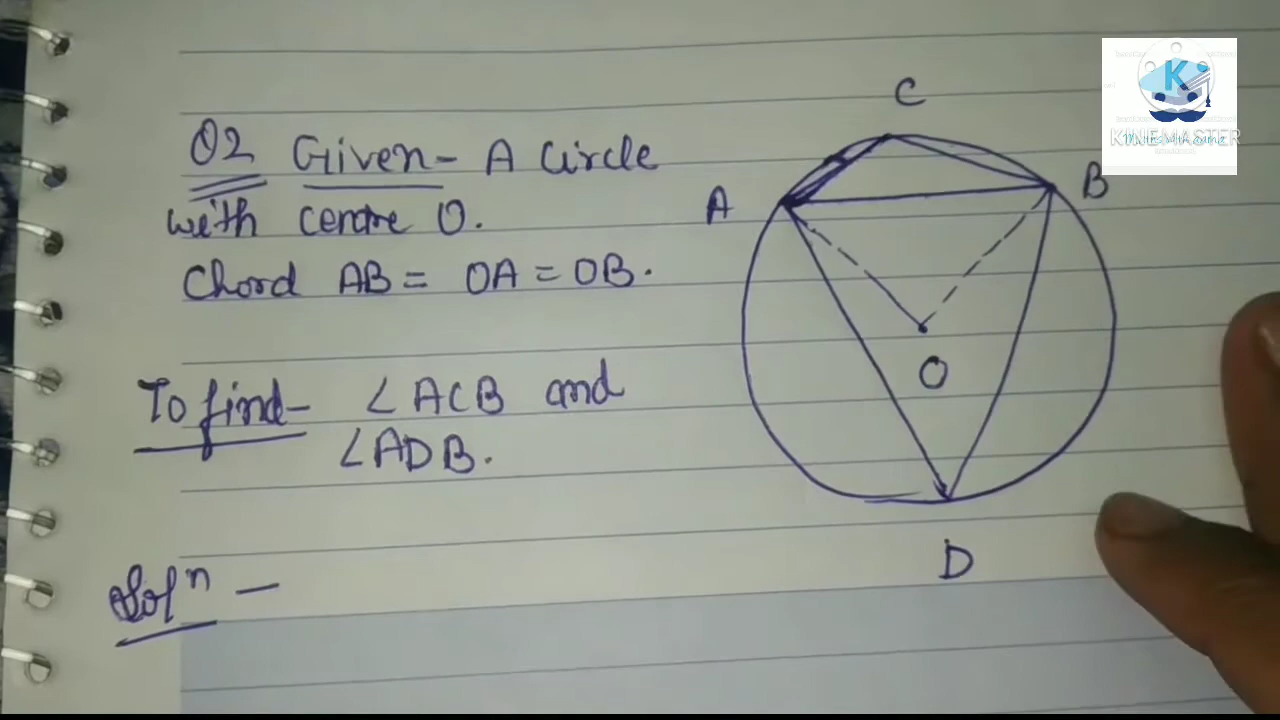 Q2 Given - A Circle
with centre O.
Chord AB = OA = OB.
To find - ∠ACB and
∠ADB.
Solⁿ -
C
A
B
O
D
K
KINEMASTER